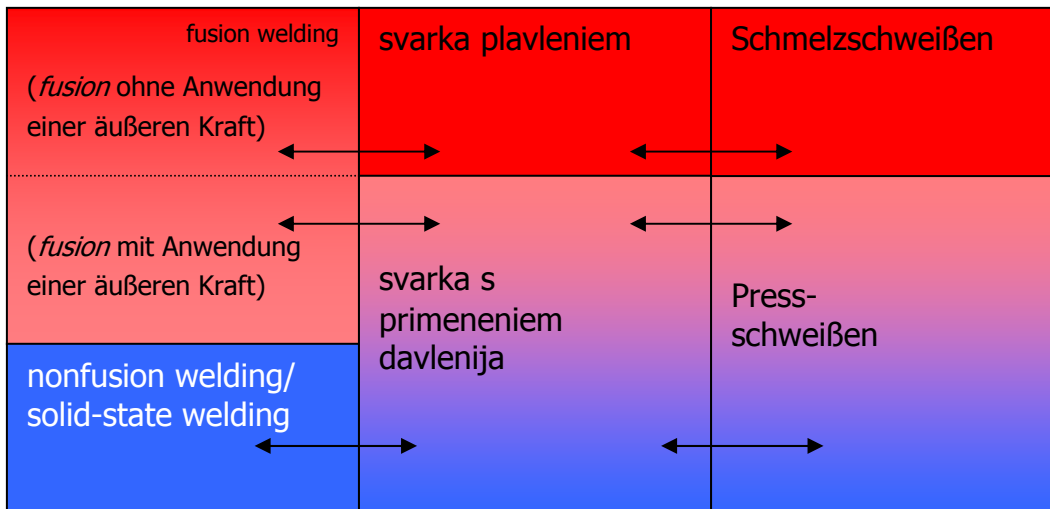 fusion welding
(fusion ohne Anwendung
einer äußeren Kraft)
(fusion mit Anwendung
einer äußeren Kraft)
nonfusion welding/
solid-state welding
svarka plavleniem
svarka s
primeneniem
davlenija
Schmelzschweißen
Press-
schweißen